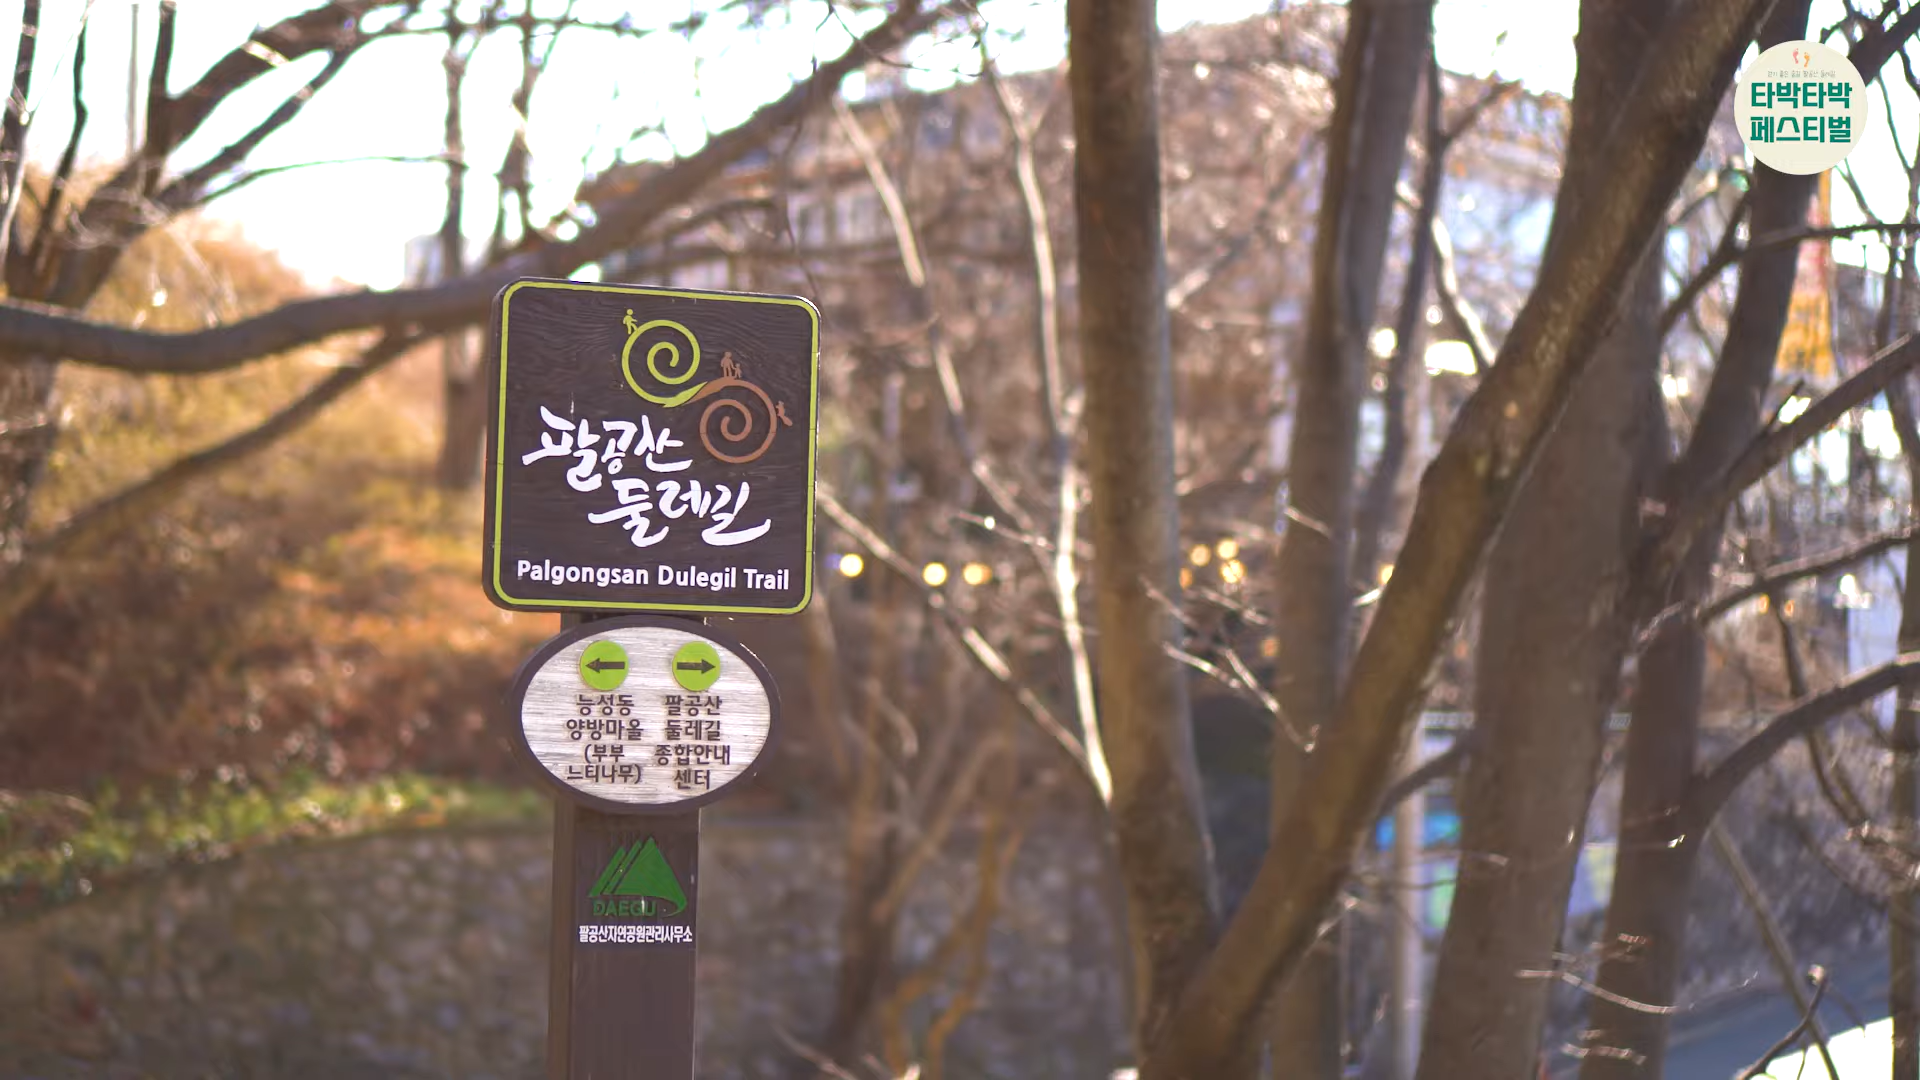 타박타박
페스티벌
팔공산
둘레길
Palgongsan Dulegil Trail
능성동
양방마을
(부부
느티나무)
팔공산
둘레길
종합안내
센터
DAEGU
팔공산자연공원관리사무소